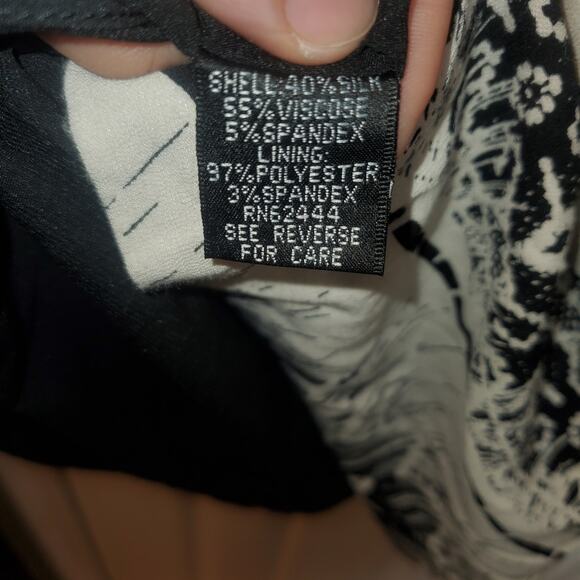 SHELL:40%SILK
55%VISCOSE
5%SPANDEX
LINING:
97%POLYESTER
3%SPANDEX
RN62444
SEE REVERSE
FOR CARE